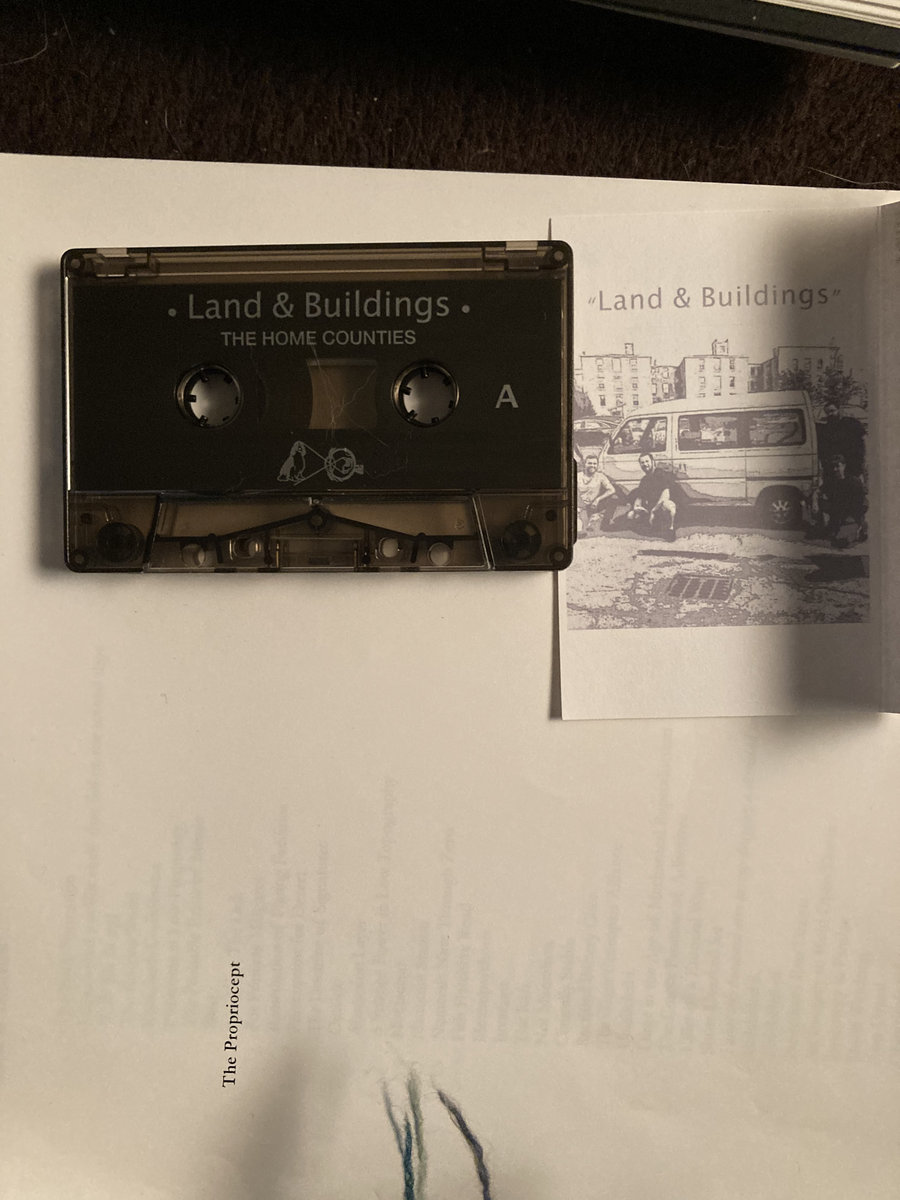 • Land & Buildings •
THE HOME COUNTIES
A
"Land & Buildings"
The Propriocept